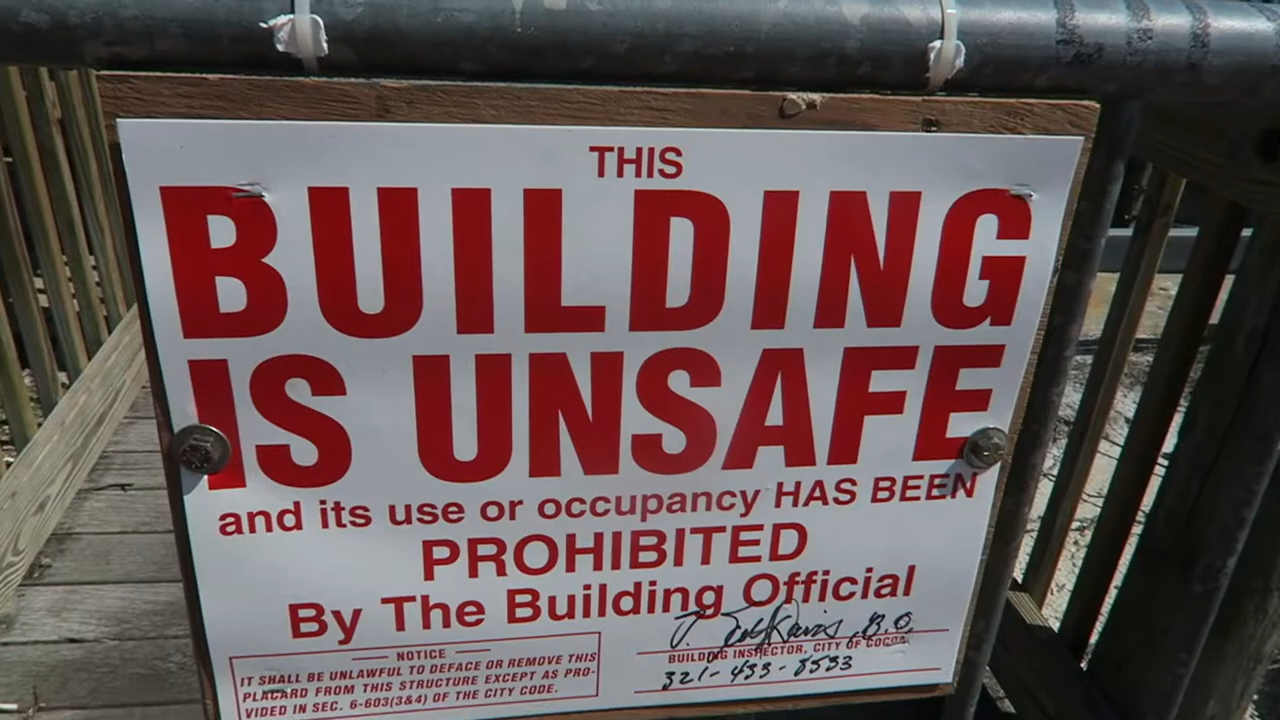 THIS
BUILDING
IS UNSAFE
and its use or occupancy HAS BEEN
PROHIBITED
By The Building Official
B.O.
BUILDING INSPECTOR, CITY OF COCOA
321-433-8533
NOTICE
IT SHALL BE UNLAWFUL TO DEFACE OR REMOVE THIS
PLACARD FROM THIS STRUCTURE EXCEPT AS PRO-
VIDED IN SEC. 6-603(3&4) OF THE CITY CODE.